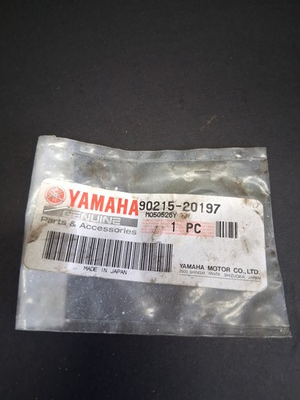 YAMAHA 90215-20197
GENUINE
Parts & Accessories
1 PC
MADE IN JAPAN
YAMAHA MOTOR CO., LTD.